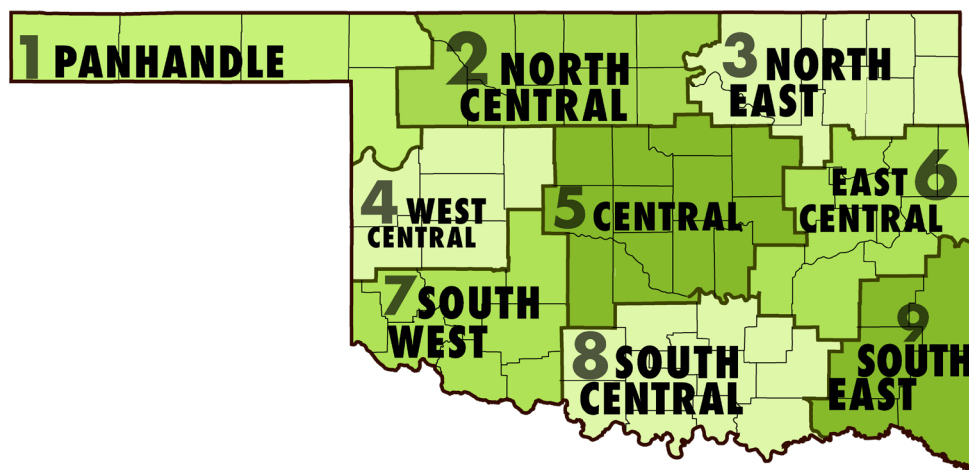 1 PANHANDLE
2 NORTH
CENTRAL
3 NORTH
EAST
4 WEST
CENTRAL
5 CENTRAL
EAST 6
CENTRAL
7 SOUTH
WEST
8 SOUTH
CENTRAL
9
SOUTH
EAST